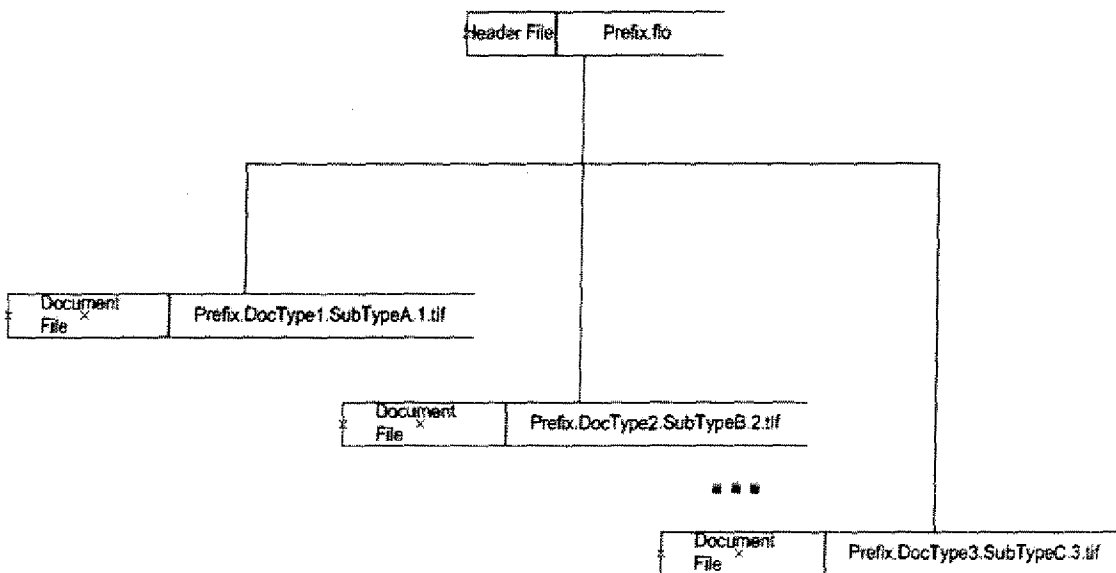 Header File Prefix.flo
Document
File
Prefix.DocType1.SubTypeA.1.tif
Document
File
Prefix.DocType2.SubTypeB.2.tif
Document
File
Prefix.DocType3.SubTypeC.3.tif